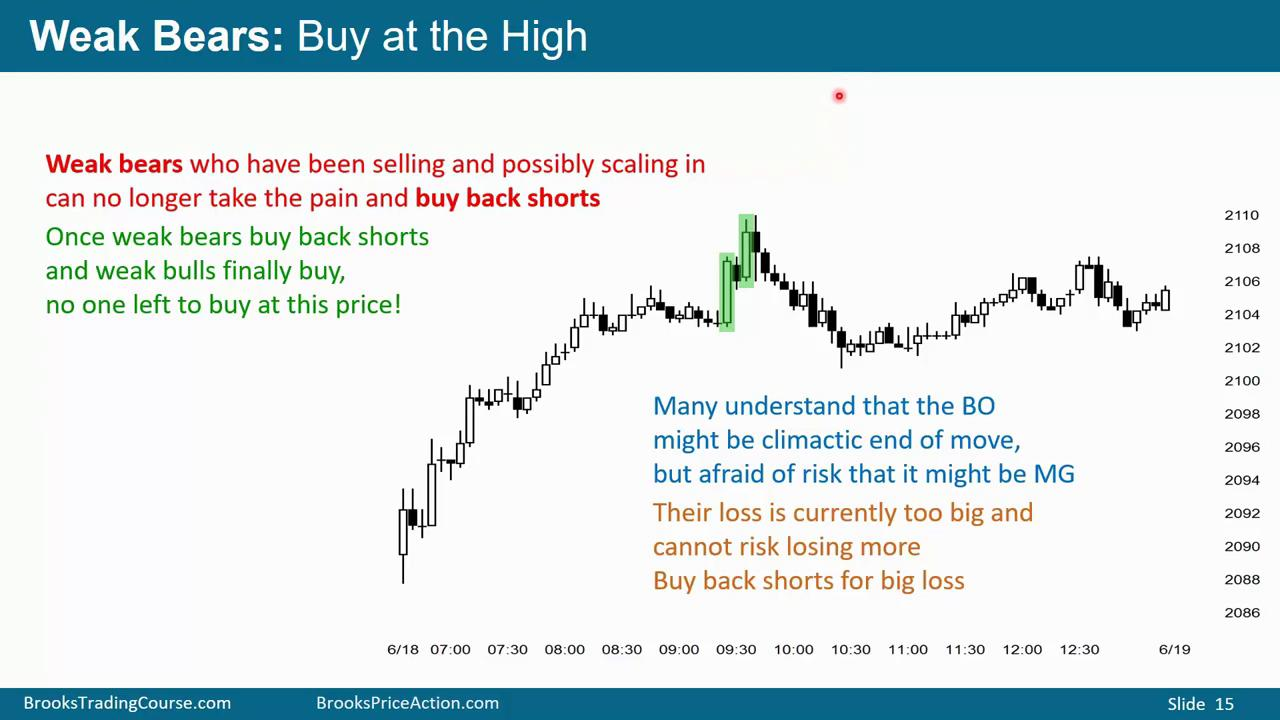 Weak Bears: Buy at the High
Weak bears who have been selling and possibly scaling in
can no longer take the pain and buy back shorts
Once weak bears buy back shorts
and weak bulls finally buy,
no one left to buy at this price!
2110
2108
2106
2104
2102
2100
2098
2096
2094
2092
2090
2088
2086
Many understand that the BO
might be climactic end of move,
but afraid of risk that it might be MG
Their loss is currently too big and
cannot risk losing more
Buy back shorts for big loss
6/18 07:00 07:30 08:00 08:30 09:00 09:30 10:00 10:30 11:00 11:30 12:00 12:30 6/19
BrooksTradingCourse.com BrooksPriceAction.com Slide 15